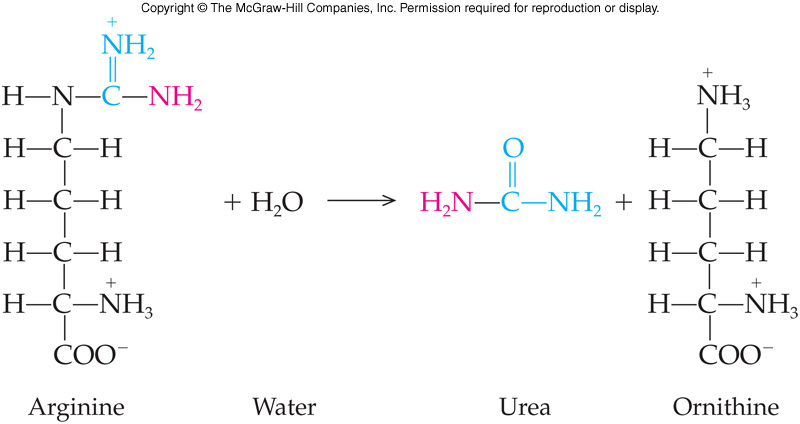 Copyright © The McGraw-Hill Companies, Inc. Permission required for reproduction or display.
+
NH₂
H—N—C—NH₂
H—C—H
H—C—H
H—C—H
+
H—C—NH₃
COO⁻
+ H₂O
O
H₂N—C—NH₂
+
+
NH₃
H—C—H
H—C—H
H—C—H
+
H—C—NH₃
COO⁻
Arginine Water Urea Ornithine